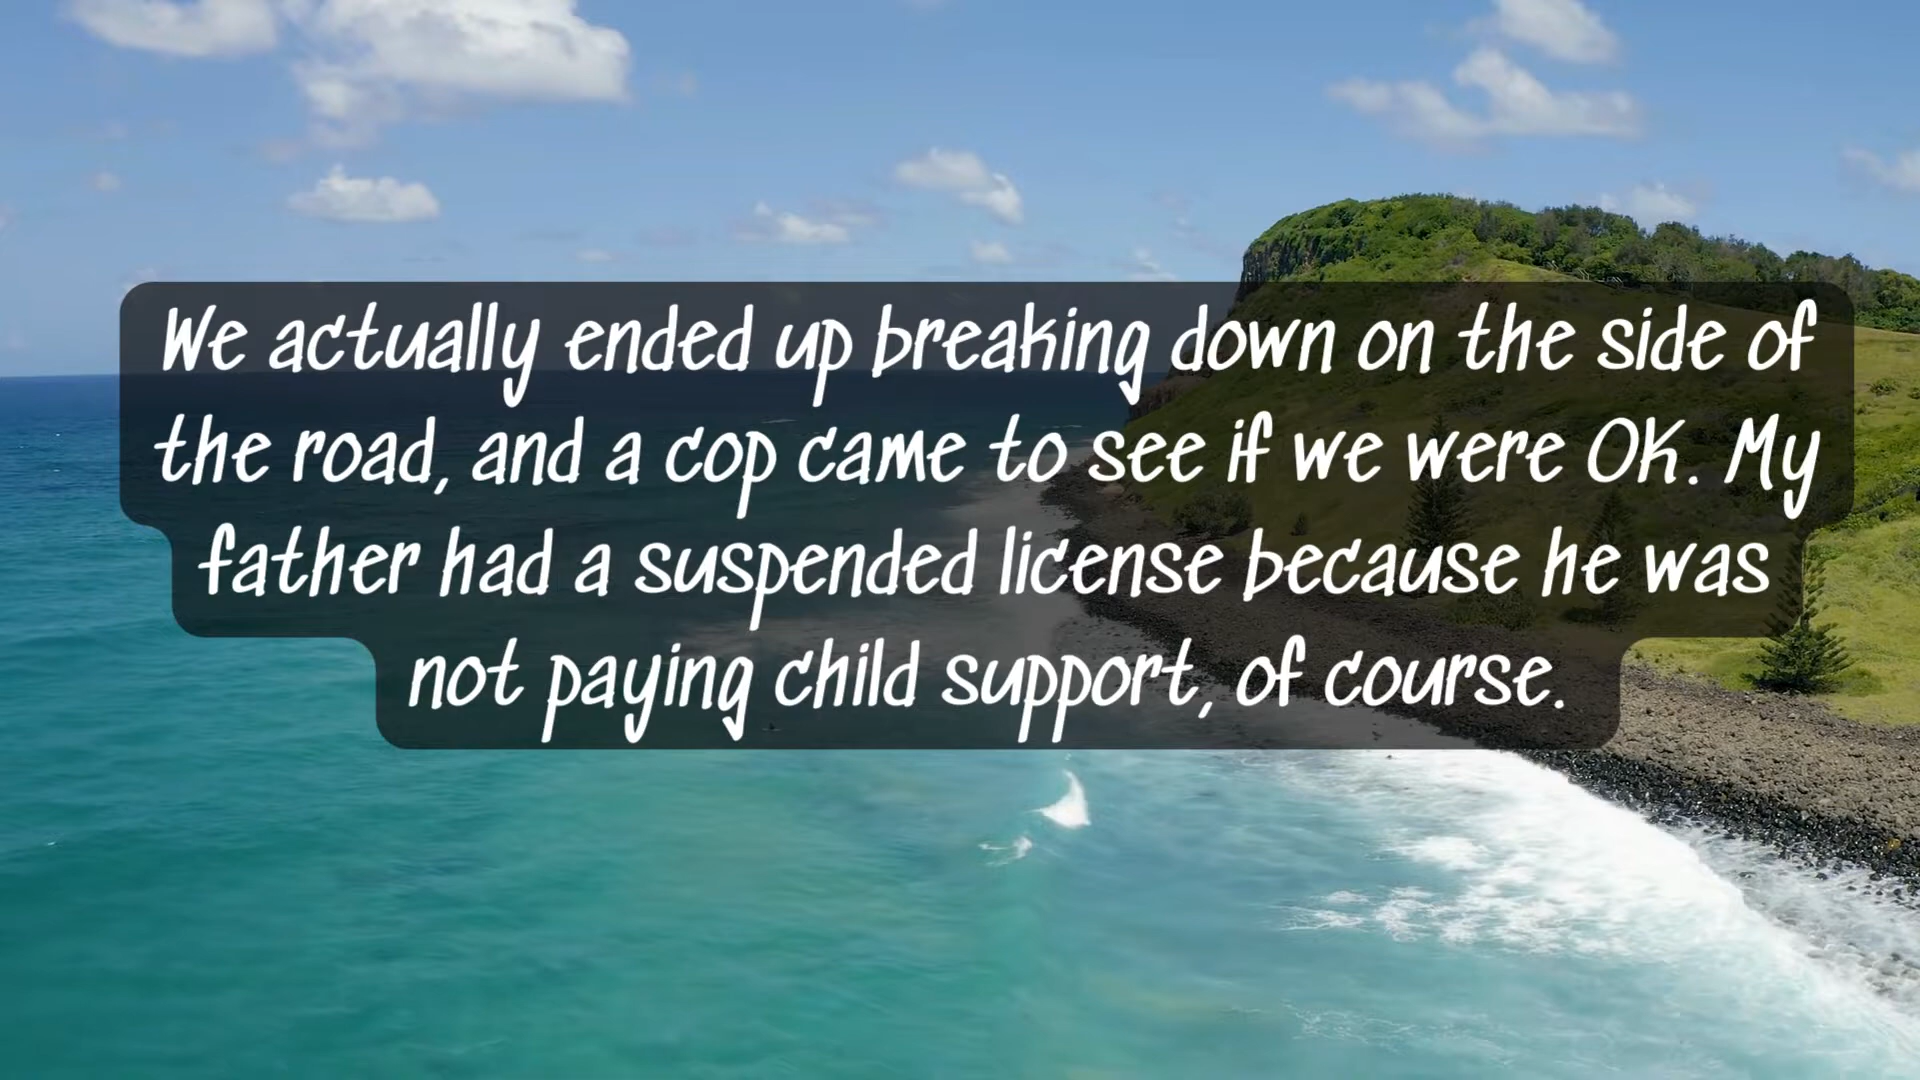 We actually ended up breaking down on the side of
the road, and a cop came to see if we were OK. My
father had a suspended license because he was
not paying child support, of course.